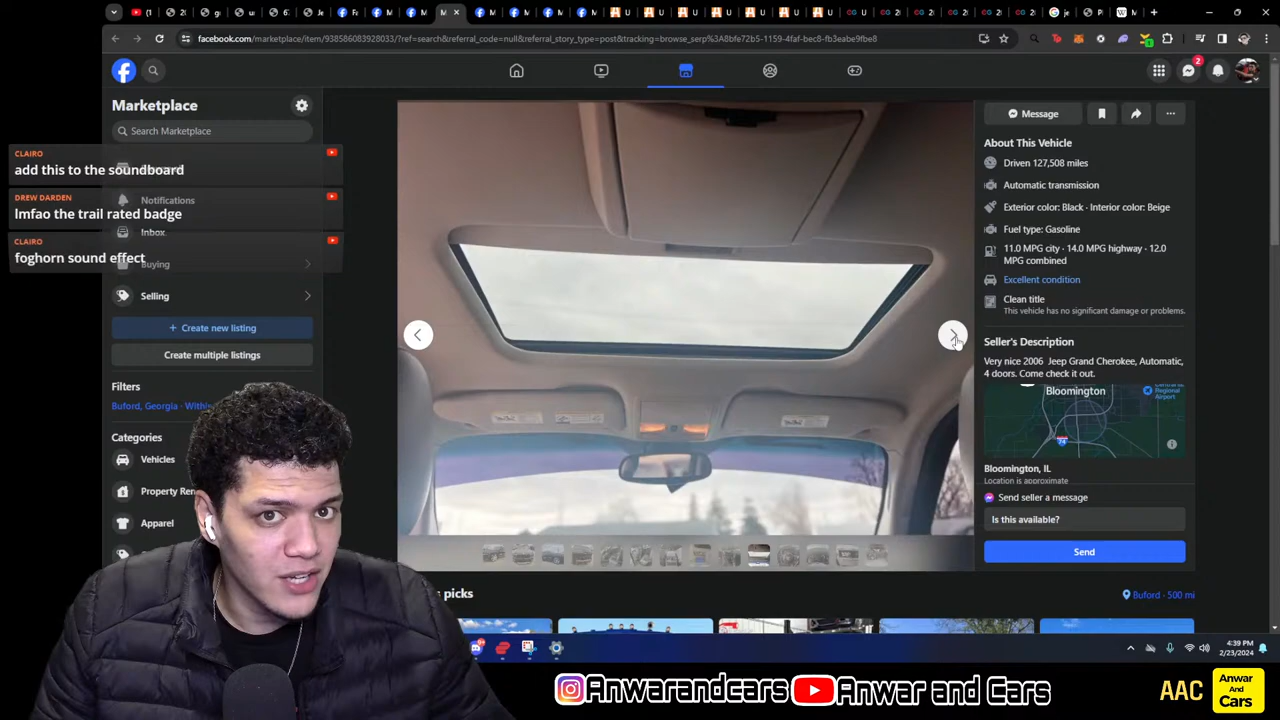 facebook.com/marketplace/item/938586083928033/?ref=search&referral_code=null&referral_story_type=post&tracking=browse_serp%3A8bfe72b5-1159-4faf-bec8-fb3eabe9fbe8
2
Marketplace
Search Marketplace
CLAIRO
add this to the soundboard
DREW DARDEN
Notifications
lmfao the trail rated badge
Inbox
CLAIRO
foghorn sound effect
Buying
Selling
+ Create new listing
Create multiple listings
Filters
Buford, Georgia · Within
Categories
Vehicles
Property Ren
Apparel
Message
About This Vehicle
Driven 127,508 miles
Automatic transmission
Exterior color: Black · Interior color: Beige
Fuel type: Gasoline
11.0 MPG city · 14.0 MPG highway · 12.0
MPG combined
Excellent condition
Clean title
This vehicle has no significant damage or problems.
Seller's Description
Very nice 2006 Jeep Grand Cherokee, Automatic,
4 doors. Come check it out.
Bloomington
Central
Regional
Airport
74
Bloomington, IL
Location is approximate
Send seller a message
Is this available?
Send
picks
Buford · 500 mi
4:39 PM
2/23/2024
Anwarandcars
Anwar and Cars
AAC
Anwar
And
Cars